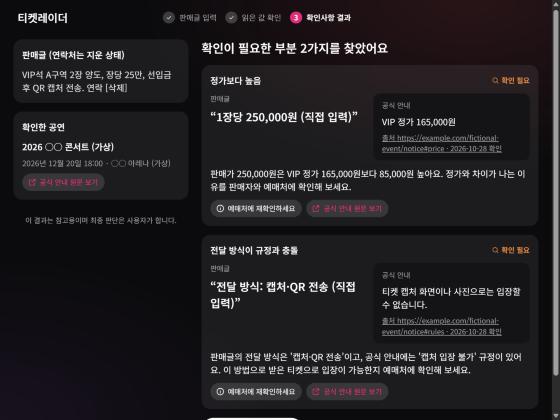 티켓레이더
판매글 입력
읽은 값 확인
3 확인사항 결과
판매글 (연락처는 지운 상태)
VIP석 A구역 2장 양도, 장당 25만, 선입금
후 QR 캡처 전송. 연락 [삭제]
확인한 공연
2026 〇〇 콘서트 (가상)
2026년 12월 20일 18:00 · 〇〇 아레나 (가상)
공식 안내 원문 보기
이 결과는 참고용이며 최종 판단은 사용자가 합니다.
확인이 필요한 부분 2가지를 찾았어요
정가보다 높음
확인 필요
판매글
“1장당 250,000원 (직접 입력)”
공식 안내
VIP 정가 165,000원
출처 https://example.com/fictional-
event/notice#price · 2026-10-28 확인
판매가 250,000원은 VIP 정가 165,000원보다 85,000원 높아요. 정가와 차이가 나는 이
유를 판매자와 예매처에 확인해 보세요.
예매처에 재확인하세요
공식 안내 원문 보기
전달 방식이 규정과 충돌
확인 필요
판매글
“전달 방식: 캡처·QR 전송 (직접
입력)”
공식 안내
티켓 캡처 화면이나 사진으로는 입장할
수 없습니다.
출처 https://example.com/fictional-
event/notice#rules · 2026-10-28 확인
판매글의 전달 방식은 '캡처·QR 전송'이고, 공식 안내에는 '캡처 입장 불가' 규정이 있어
요. 이 방법으로 받은 티켓으로 입장이 가능한지 예매처에 확인해 보세요.
예매처에 재확인하세요
공식 안내 원문 보기